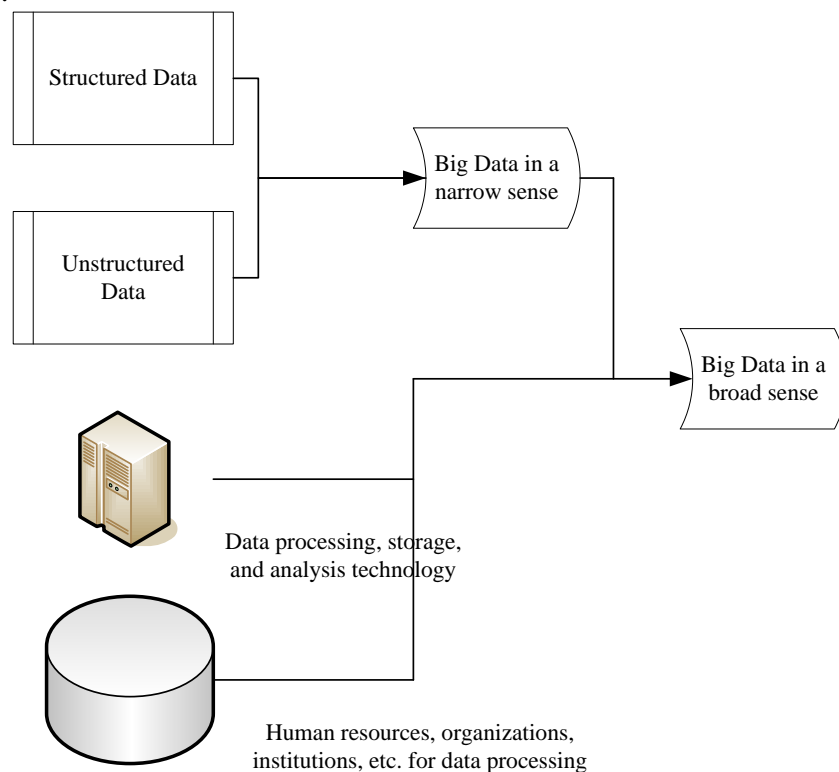 Structured Data
Unstructured
Data
Big Data in a
narrow sense
Big Data in a
broad sense
Data processing, storage,
and analysis technology
Human resources, organizations,
institutions, etc. for data processing